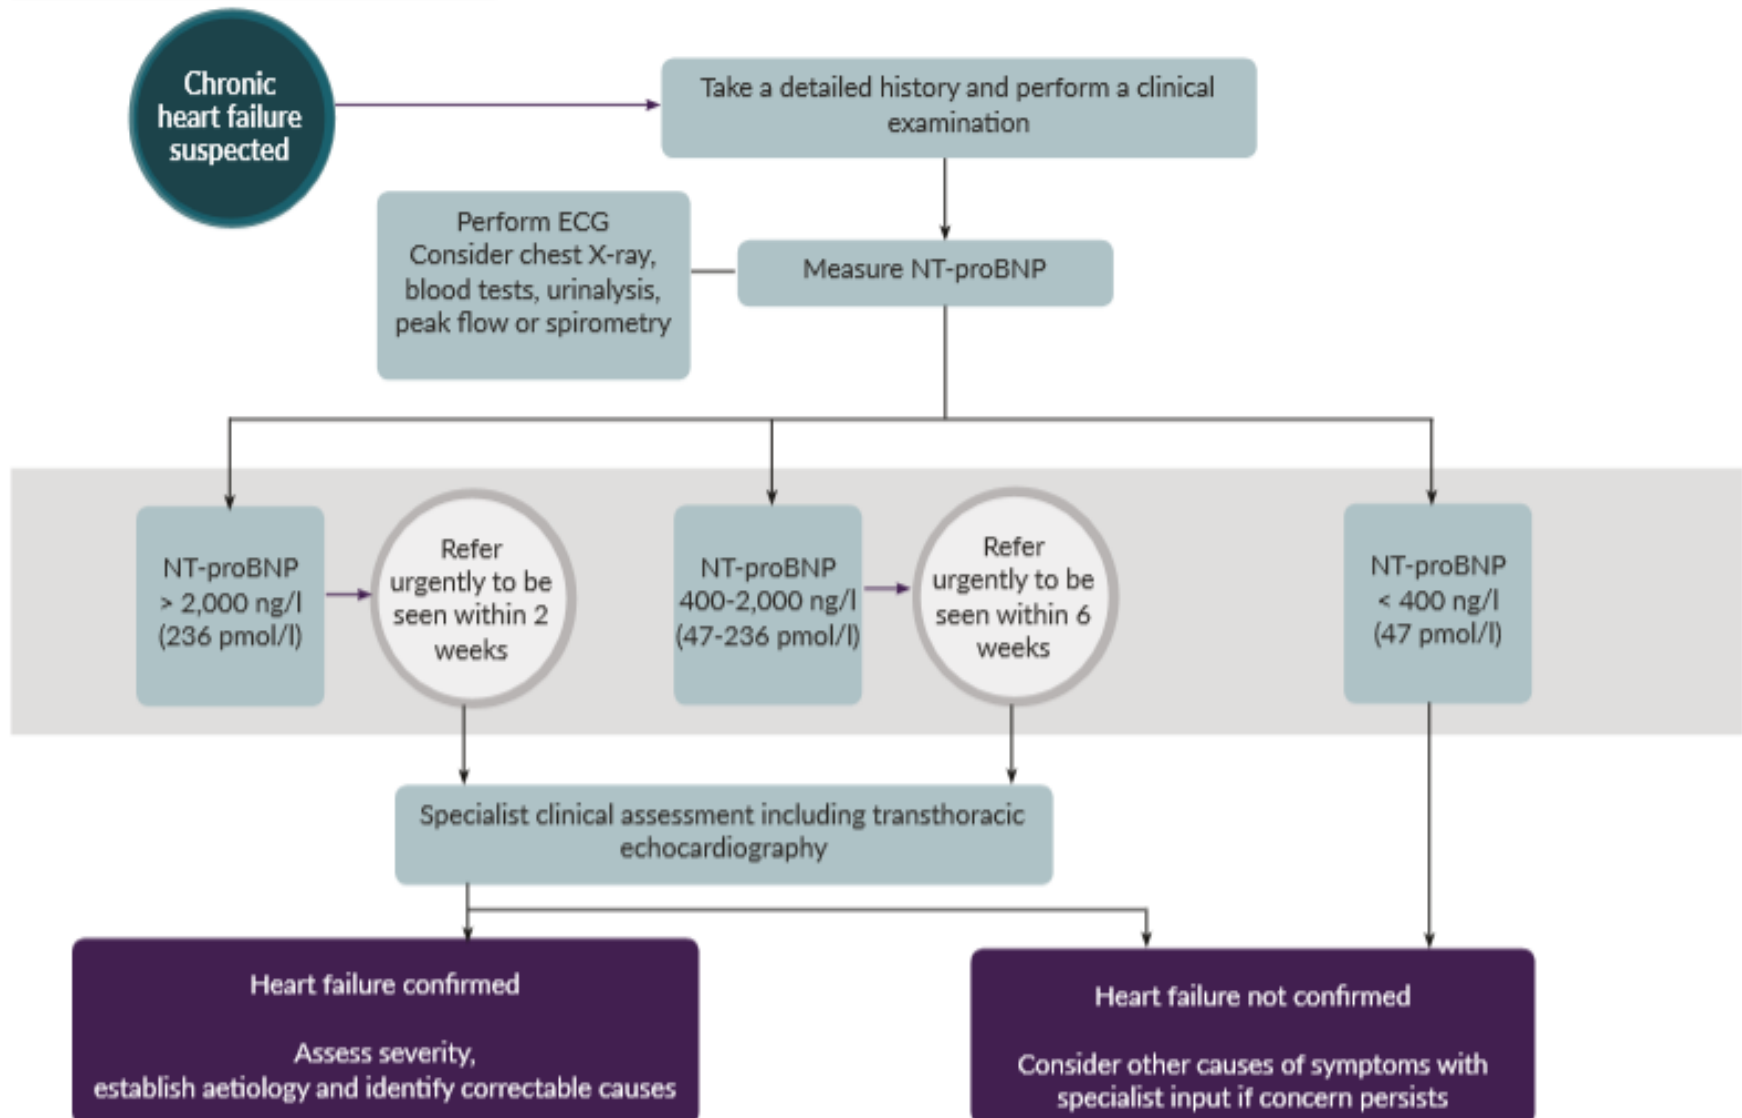 Chronic
heart failure
suspected
Take a detailed history and perform a clinical
examination
Perform ECG
Consider chest X-ray,
blood tests, urinalysis,
peak flow or spirometry
Measure NT-proBNP
NT-proBNP
> 2,000 ng/l
(236 pmol/l)
Refer
urgently to be
seen within 2
weeks
NT-proBNP
400-2,000 ng/l
(47-236 pmol/l)
Refer
urgently to be
seen within 6
weeks
NT-proBNP
< 400 ng/l
(47 pmol/l)
Specialist clinical assessment including transthoracic
echocardiography
Heart failure confirmed
Assess severity,
establish aetiology and identify correctable causes
Heart failure not confirmed
Consider other causes of symptoms with
specialist input if concern persists